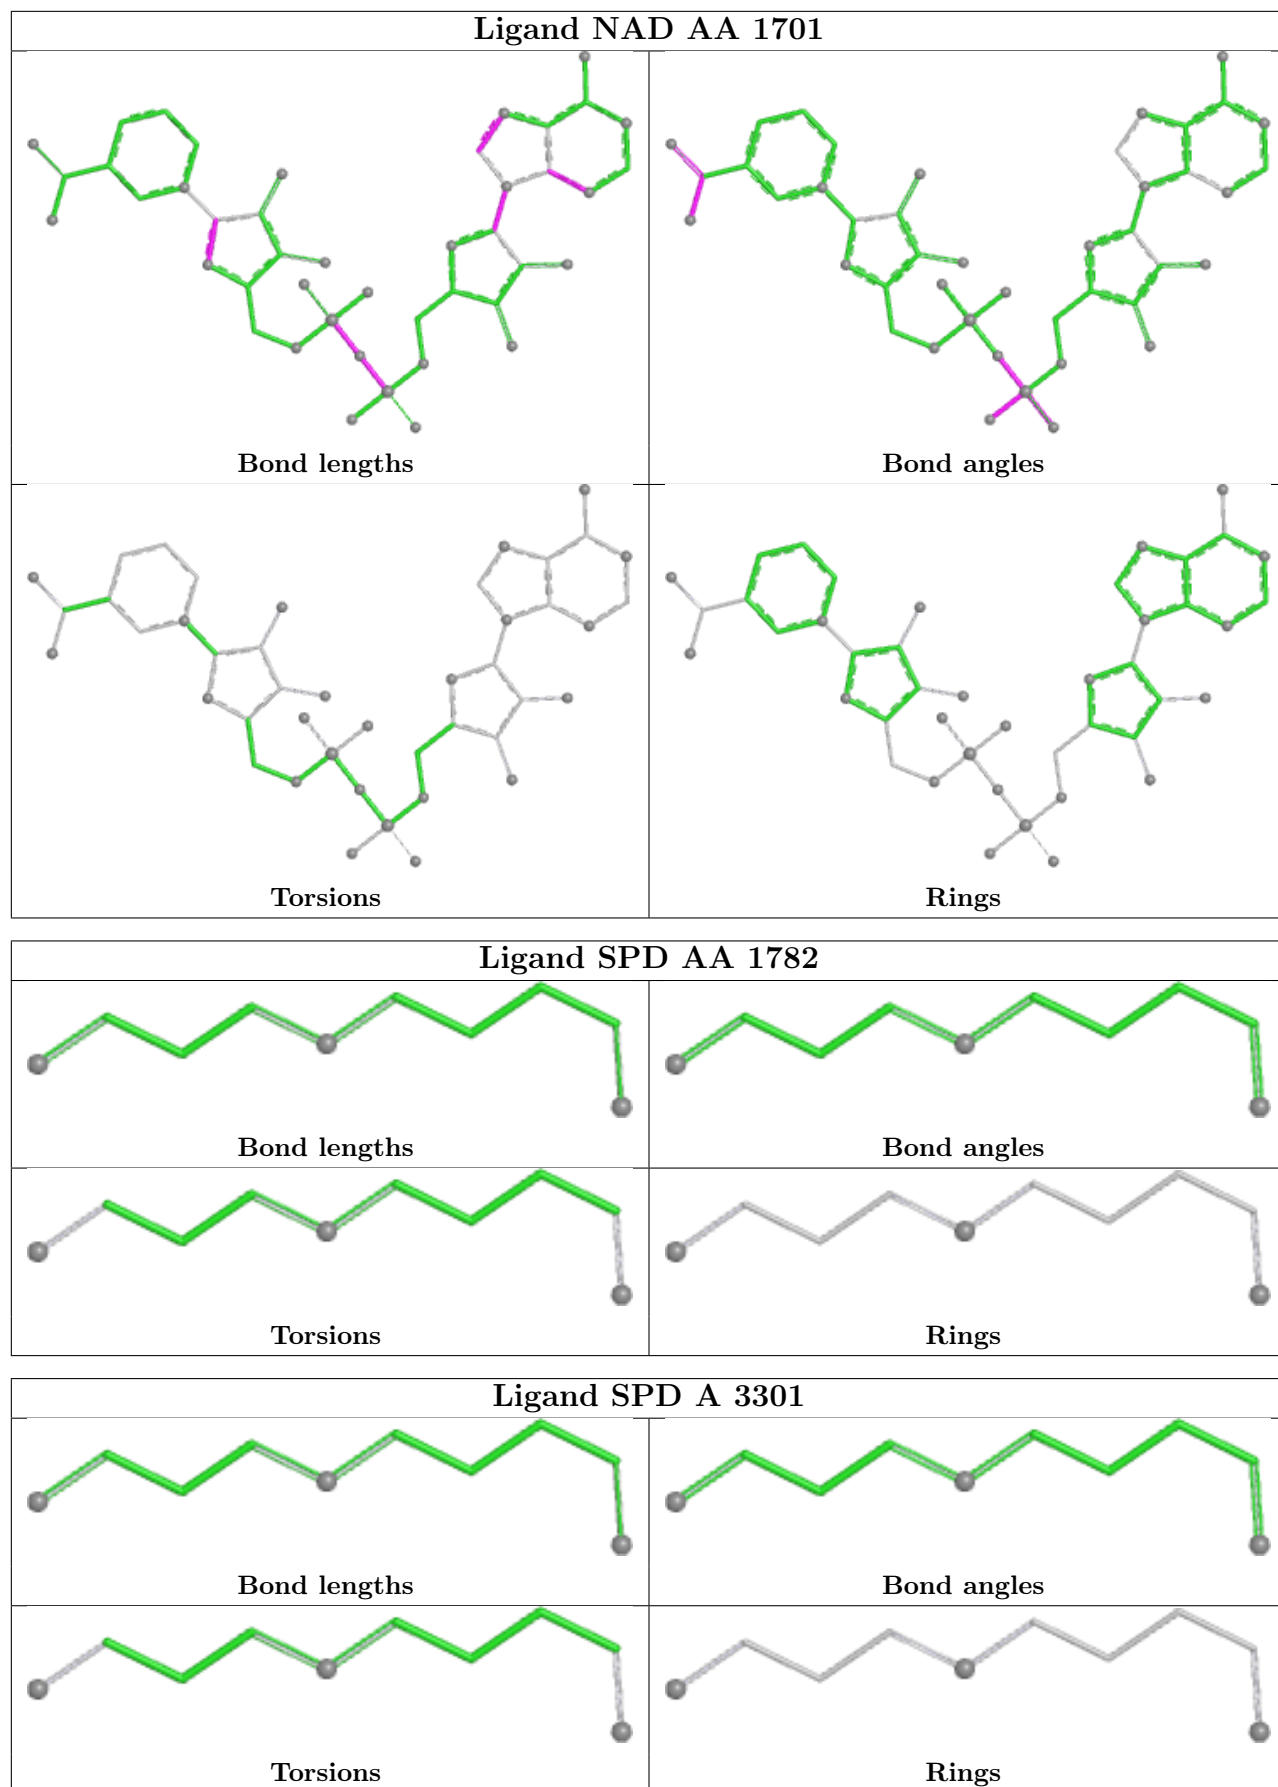 Ligand NAD AA 1701
Bond lengths
Bond angles
Torsions
Rings
Ligand SPD AA 1782
Bond lengths
Bond angles
Torsions
Rings
Ligand SPD A 3301
Bond lengths
Bond angles
Torsions
Rings